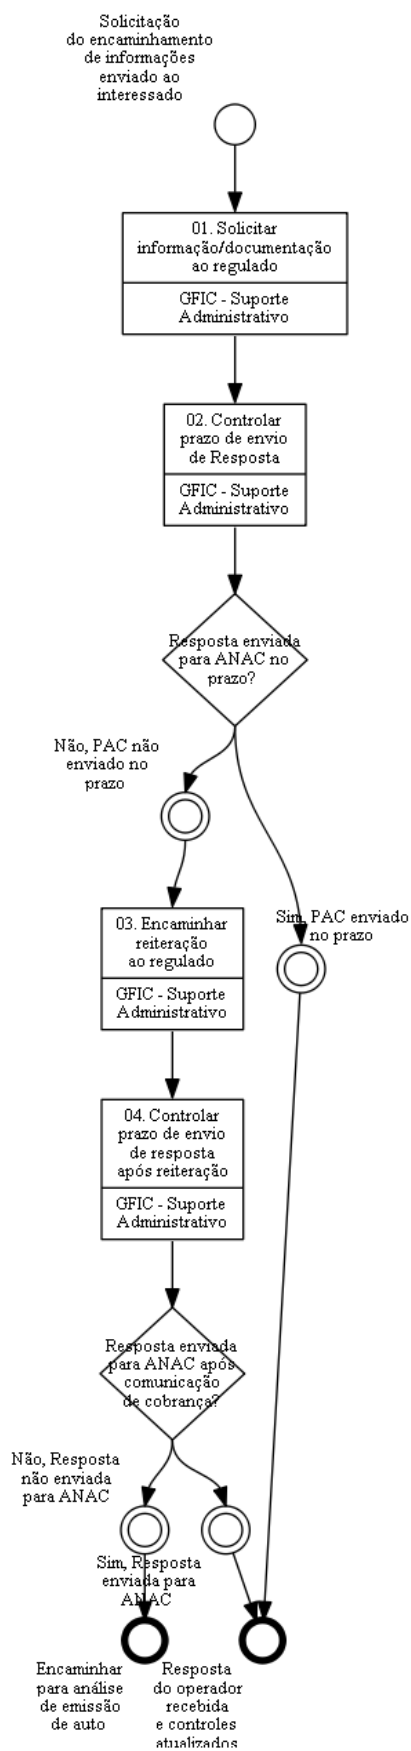 Solicitação
do encaminhamento
de informações
enviado ao
interessado
01. Solicitar
informação/documentação
ao regulado
GFIC - Suporte
Administrativo
02. Controlar
prazo de envio
de Resposta
GFIC - Suporte
Administrativo
Resposta enviada
para ANAC no
prazo?
Não, PAC não
enviado no
prazo
Sim, PAC enviado
no prazo
03. Encaminhar
reiteração
ao regulado
GFIC - Suporte
Administrativo
04. Controlar
prazo de envio
de resposta
após reiteração
GFIC - Suporte
Administrativo
Resposta enviada
para ANAC após
comunicação
de cobrança?
Não, Resposta
não enviada
para ANAC
Sim, Resposta
enviada para
ANAC
Encaminhar
para análise
de emissão
de auto
Resposta
do operador
recebida
e controles
atualizados